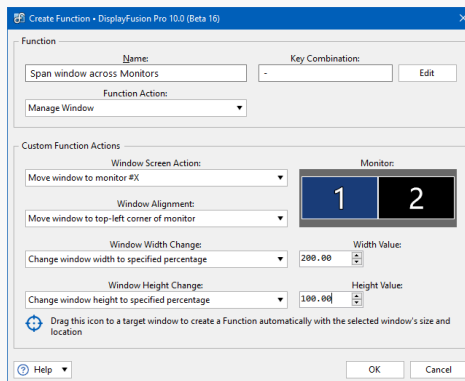 Create Function • DisplayFusion Pro 10.0 (Beta 16)
Function
Name:
Key Combination:
Span window across Monitors
-
Edit
Function Action:
Manage Window
Custom Function Actions
Window Screen Action:
Monitor:
Move window to monitor #X
1 2
Window Alignment:
Move window to top-left corner of monitor
Window Width Change:
Width Value:
Change window width to specified percentage
200.00
Window Height Change:
Height Value:
Change window height to specified percentage
100.00
Drag this icon to a target window to create a Function automatically with the selected window's size and
location
Help
OK
Cancel